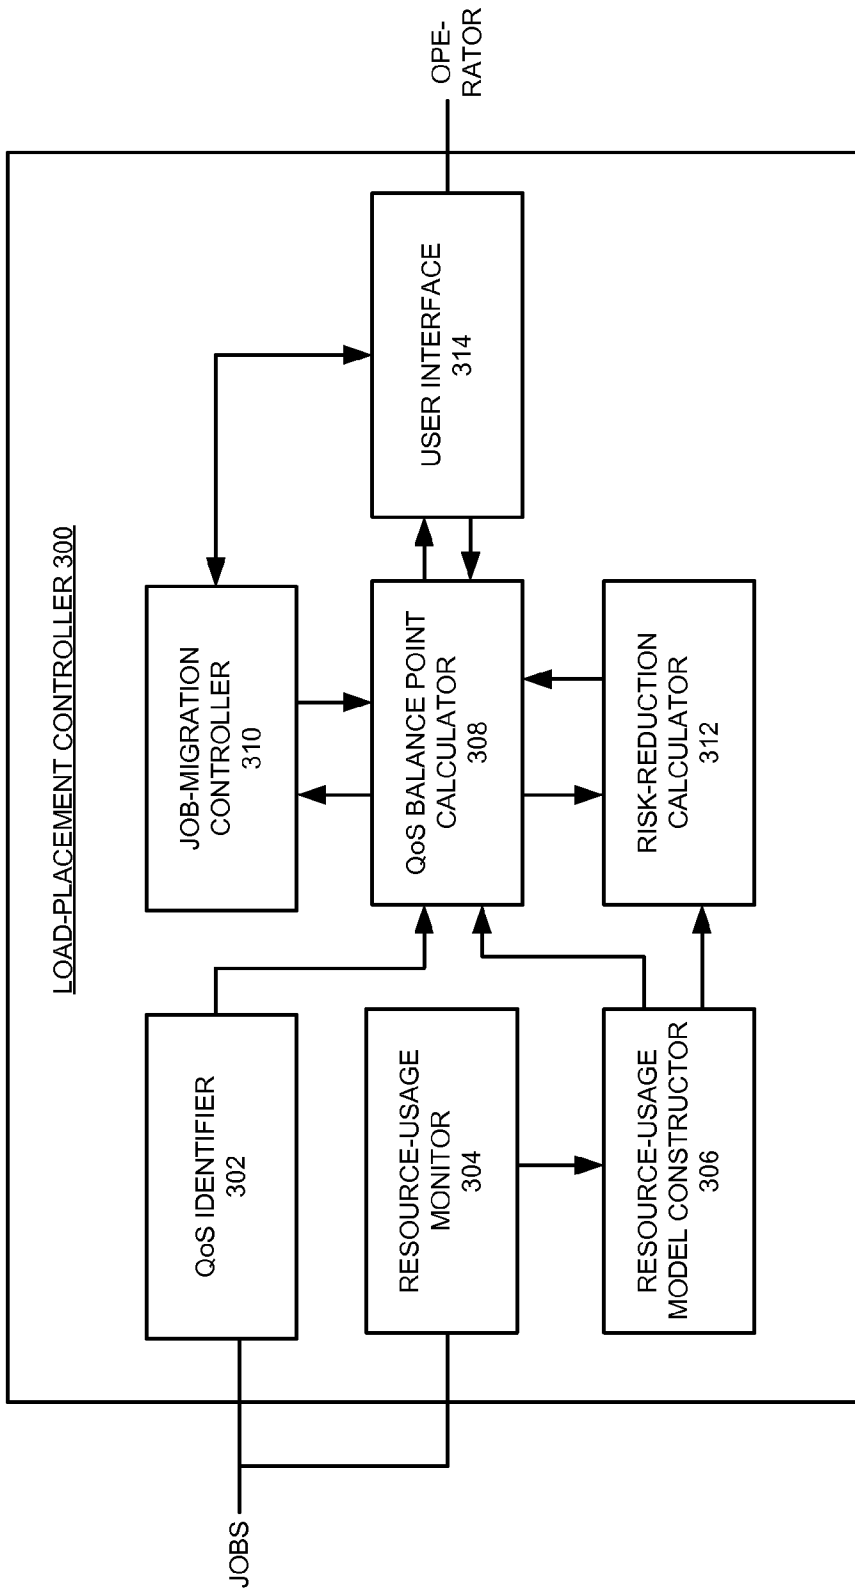 LOAD-PLACEMENT CONTROLLER 300
JOBS
QoS IDENTIFIER
302
JOB-MIGRATION
CONTROLLER
310
RESOURCE-USAGE
MONITOR
304
QoS BALANCE POINT
CALCULATOR
308
USER INTERFACE
314
OPE-
RATOR
RESOURCE-USAGE
MODEL CONSTRUCTOR
306
RISK-REDUCTION
CALCULATOR
312